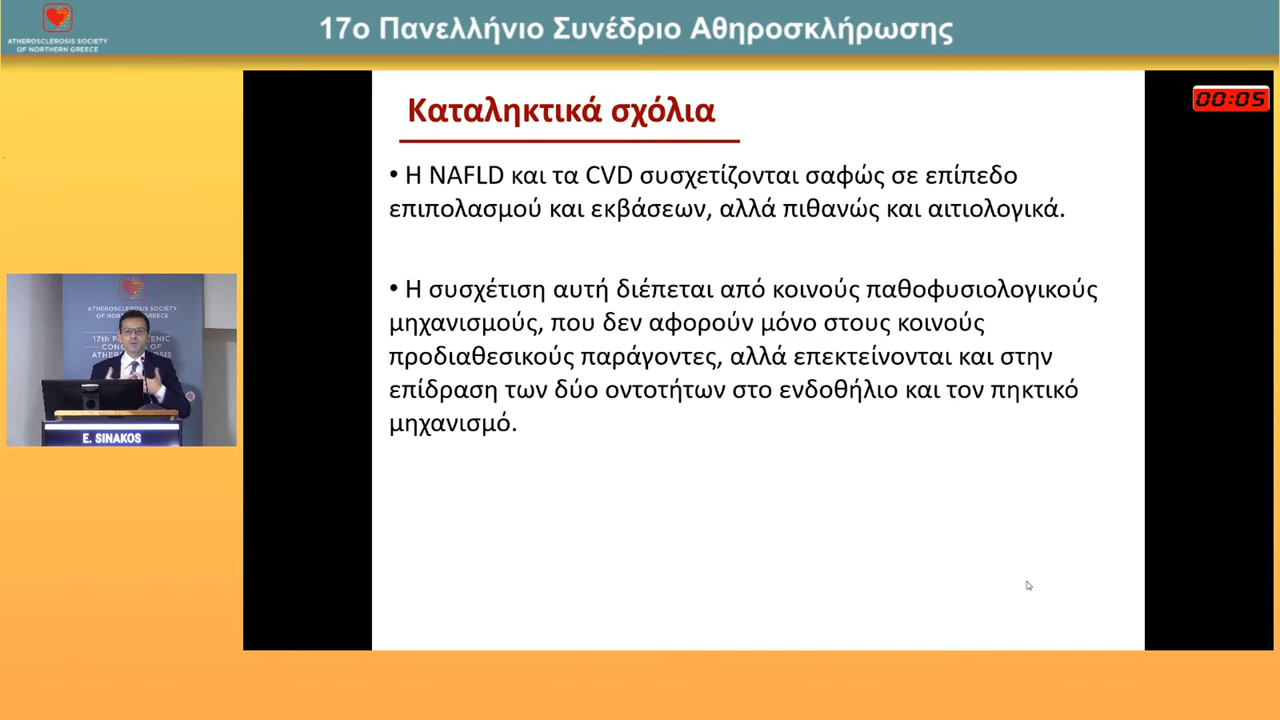 ATHEROSCLEROSIS SOCIETY
OF NORTHERN GREECE
17ο Πανελλήνιο Συνέδριο Αθηροσκλήρωσης
00:05
Καταληκτικά σχόλια
• Η NAFLD και τα CVD συσχετίζονται σαφώς σε επίπεδο
επιπολασμού και εκβάσεων, αλλά πιθανώς και αιτιολογικά.
• Η συσχέτιση αυτή διέπεται από κοινούς παθοφυσιολογικούς
μηχανισμούς, που δεν αφορούν μόνο στους κοινούς
προδιαθεσικούς παράγοντες, αλλά επεκτείνονται και στην
επίδραση των δύο οντοτήτων στο ενδοθήλιο και τον πηκτικό
μηχανισμό.
ATHEROSCLEROSIS SOCIETY
17th
E. SINAKOS